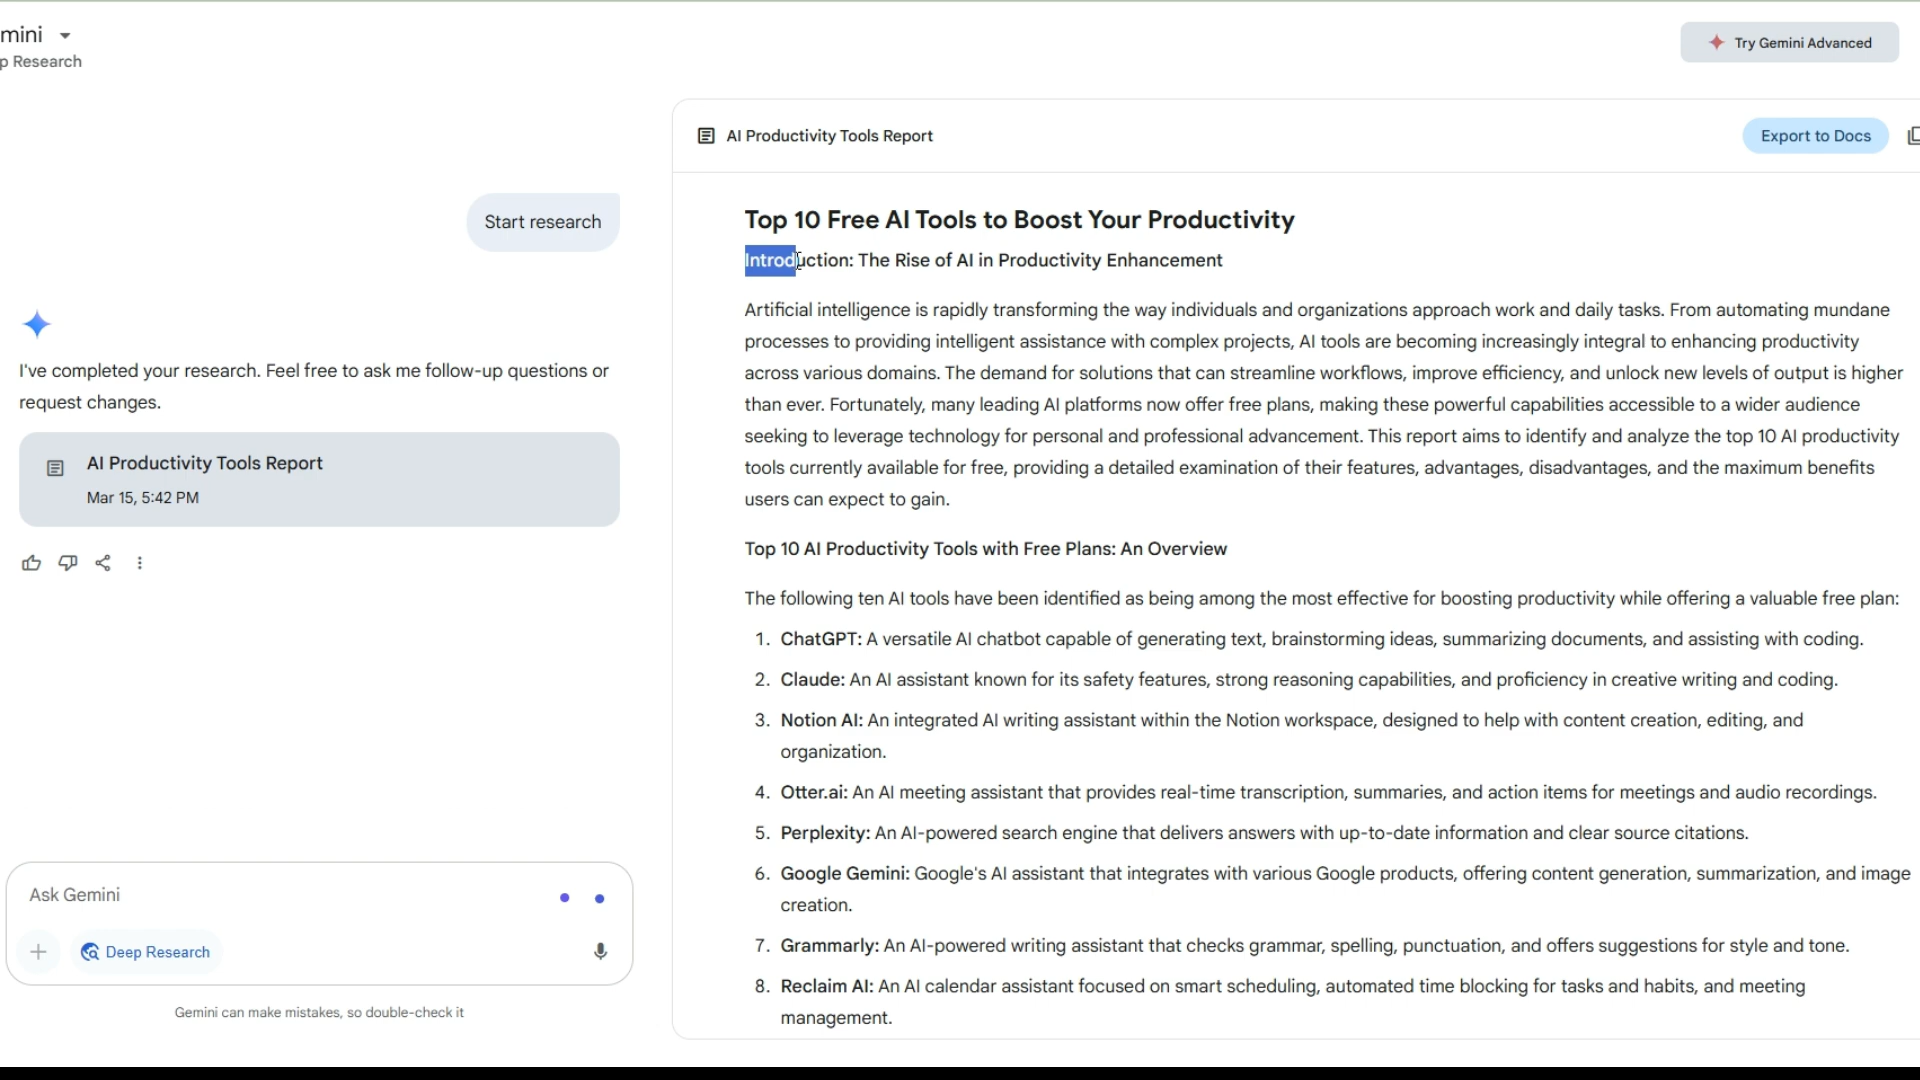 mini
p Research
Try Gemini Advanced
Start research
I've completed your research. Feel free to ask me follow-up questions or
request changes.
AI Productivity Tools Report
Mar 15, 5:42 PM
Ask Gemini
Deep Research
Gemini can make mistakes, so double-check it
AI Productivity Tools Report
Export to Docs
Top 10 Free AI Tools to Boost Your Productivity
Introduction: The Rise of AI in Productivity Enhancement
Artificial intelligence is rapidly transforming the way individuals and organizations approach work and daily tasks. From automating mundane
processes to providing intelligent assistance with complex projects, AI tools are becoming increasingly integral to enhancing productivity
across various domains. The demand for solutions that can streamline workflows, improve efficiency, and unlock new levels of output is higher
than ever. Fortunately, many leading AI platforms now offer free plans, making these powerful capabilities accessible to a wider audience
seeking to leverage technology for personal and professional advancement. This report aims to identify and analyze the top 10 AI productivity
tools currently available for free, providing a detailed examination of their features, advantages, disadvantages, and the maximum benefits
users can expect to gain.
Top 10 AI Productivity Tools with Free Plans: An Overview
The following ten AI tools have been identified as being among the most effective for boosting productivity while offering a valuable free plan:
1. ChatGPT: A versatile AI chatbot capable of generating text, brainstorming ideas, summarizing documents, and assisting with coding.
2. Claude: An AI assistant known for its safety features, strong reasoning capabilities, and proficiency in creative writing and coding.
3. Notion AI: An integrated AI writing assistant within the Notion workspace, designed to help with content creation, editing, and
organization.
4. Otter.ai: An AI meeting assistant that provides real-time transcription, summaries, and action items for meetings and audio recordings.
5. Perplexity: An AI-powered search engine that delivers answers with up-to-date information and clear source citations.
6. Google Gemini: Google's AI assistant that integrates with various Google products, offering content generation, summarization, and image
creation.
7. Grammarly: An AI-powered writing assistant that checks grammar, spelling, punctuation, and offers suggestions for style and tone.
8. Reclaim AI: An AI calendar assistant focused on smart scheduling, automated time blocking for tasks and habits, and meeting
management.